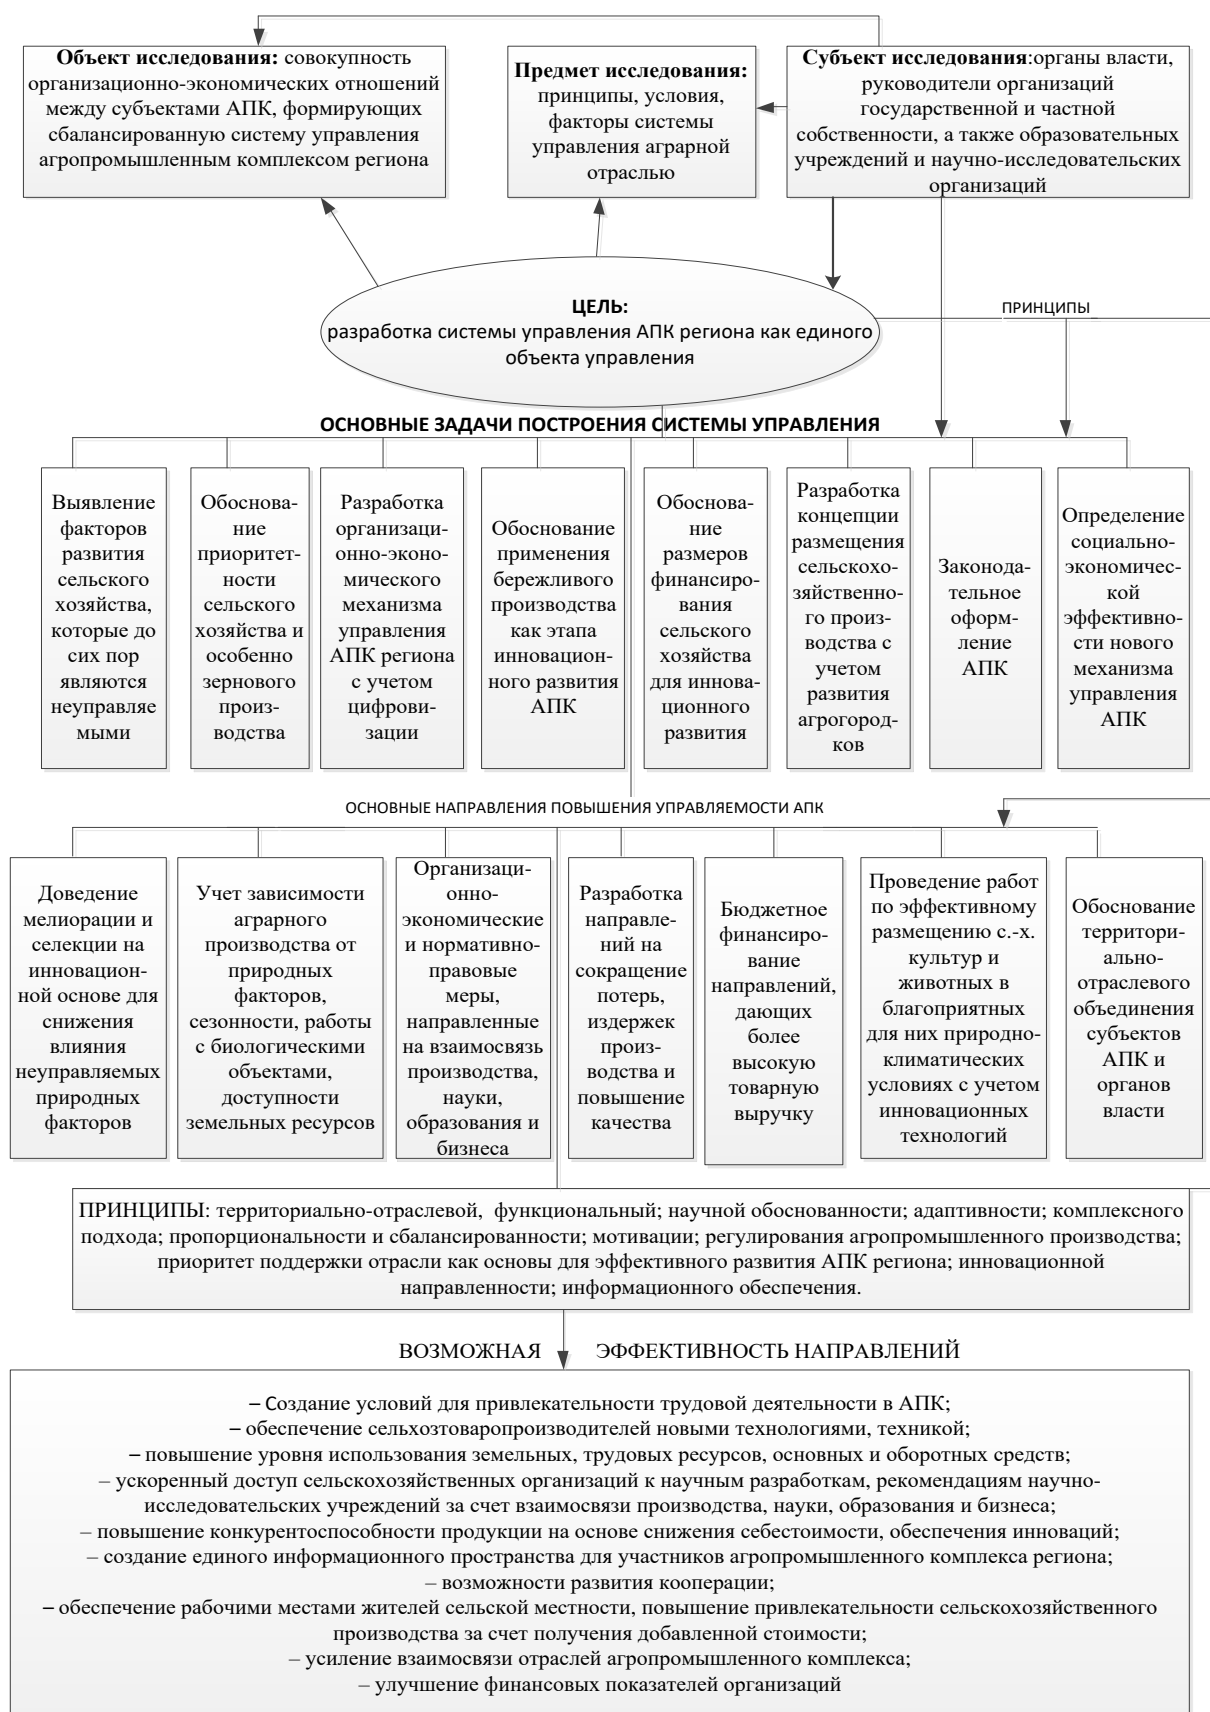 Объект исследования: совокупность
организационно-экономических отношений
между субъектами АПК, формирующих
сбалансированную систему управления
агропромышленным комплексом региона
Предмет исследования:
принципы, условия,
факторы системы
управления аграрной
отраслью
Субъект исследования:органы власти,
руководители организаций
государственной и частной
собственности, а также образовательных
учреждений и научно-исследовательских
организаций
ЦЕЛЬ:
разработка системы управления АПК региона как единого
объекта управления
ПРИНЦИПЫ
ОСНОВНЫЕ ЗАДАЧИ ПОСТРОЕНИЯ СИСТЕМЫ УПРАВЛЕНИЯ
Выявление
факторов
развития
сельского
хозяйства,
которые до
сих пор
являются
неуправляе
мыми
Обоснова-
ние
приоритет-
ности
сельского
хозяйства и
особенно
зернового
произ-
водства
Разработка
организаци-
онно-эконо-
мического
механизма
управления
АПК региона
с учетом
цифрови-
зации
Обоснование
применения
бережливого
производства
как этапа
инновацион-
ного развития
АПК
Обоснова-
ние
размеров
финансиро-
вания
сельского
хозяйства
для иннова-
ционного
развития
Разработка
концепции
размещения
сельскохо-
зяйственно-
го произ-
водства с
учетом
развития
агрогород-
ков
Законода-
тельное
оформ-
ление
АПК
Определение
социально-
экономичес-
кой
эффективно-
сти нового
механизма
управления
АПК
ОСНОВНЫЕ НАПРАВЛЕНИЯ ПОВЫШЕНИЯ УПРАВЛЯЕМОСТИ АПК
Доведение
мелиорации и
селекции на
инновацион-
ной основе для
снижения
влияния
неуправляемых
природных
факторов
Учет зависимости
аграрного
производства от
природных
факторов,
сезонности, работы
с биологическими
объектами,
доступности
земельных ресурсов
Организаци-
онно-
экономические
и нормативно-
правовые
меры,
направленные
на взаимосвязь
производства,
науки,
образования и
бизнеса
Разработка
направле-
ний на
сокращение
потерь,
издержек
произ-
водства и
повышение
качества
Бюджетное
финансиро-
вание
направлений,
дающих
более
высокую
товарную
выручку
Проведение работ
по эффективному
размещению с.-х.
культур и
животных в
благоприятных
для них природно-
климатических
условиях с учетом
инновационных
технологий
Обоснование
территори-
ально-
отраслевого
объединения
субъектов
АПК и
органов
власти
ПРИНЦИПЫ: территориально-отраслевой, функциональный; научной обоснованности; адаптивности; комплексного
подхода; пропорциональности и сбалансированности; мотивации; регулирования агропромышленного производства;
приоритет поддержки отрасли как основы для эффективного развития АПК региона; инновационной
направленности; информационного обеспечения.
ВОЗМОЖНАЯ ЭФФЕКТИВНОСТЬ НАПРАВЛЕНИЙ
– Создание условий для привлекательности трудовой деятельности в АПК;
– обеспечение сельхозтоваропроизводителей новыми технологиями, техникой;
– повышение уровня использования земельных, трудовых ресурсов, основных и оборотных средств;
– ускоренный доступ сельскохозяйственных организаций к научным разработкам, рекомендациям научно-
исследовательских учреждений за счет взаимосвязи производства, науки, образования и бизнеса;
– повышение конкурентоспособности продукции на основе снижения себестоимости, обеспечения инноваций;
– создание единого информационного пространства для участников агропромышленного комплекса региона;
– возможности развития кооперации;
– обеспечение рабочими местами жителей сельской местности, повышение привлекательности сельскохозяйственного
производства за счет получения добавленной стоимости;
– усиление взаимосвязи отраслей агропромышленного комплекса;
– улучшение финансовых показателей организаций